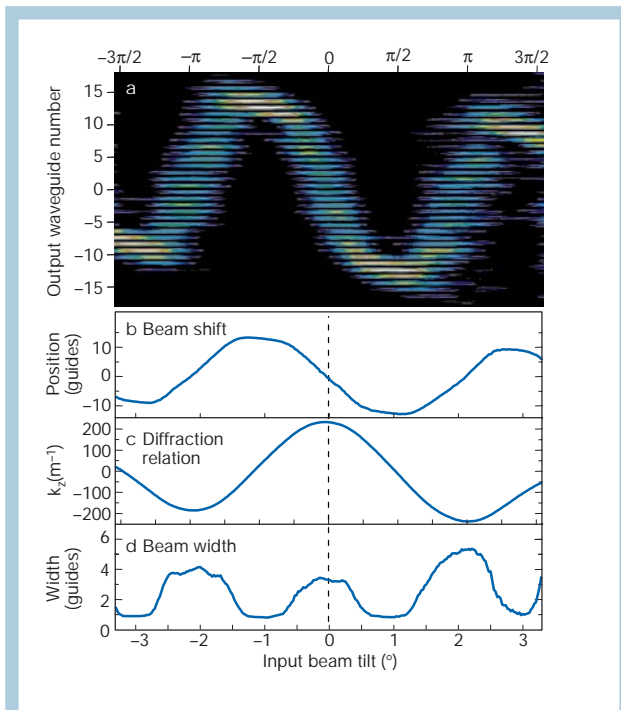 −3π/2 −π −π/2 0 π/2 π 3π/2
a
Output waveguide number
15
10
5
0
−5
−10
−15
b Beam shift
Position
(guides)
10
0
−10
c Diffraction
relation
kz(m−1)
200
100
0
−100
−200
d Beam width
Width
(guides)
6
4
2
0
−3 −2 −1 0 1 2 3
Input beam tilt (°)